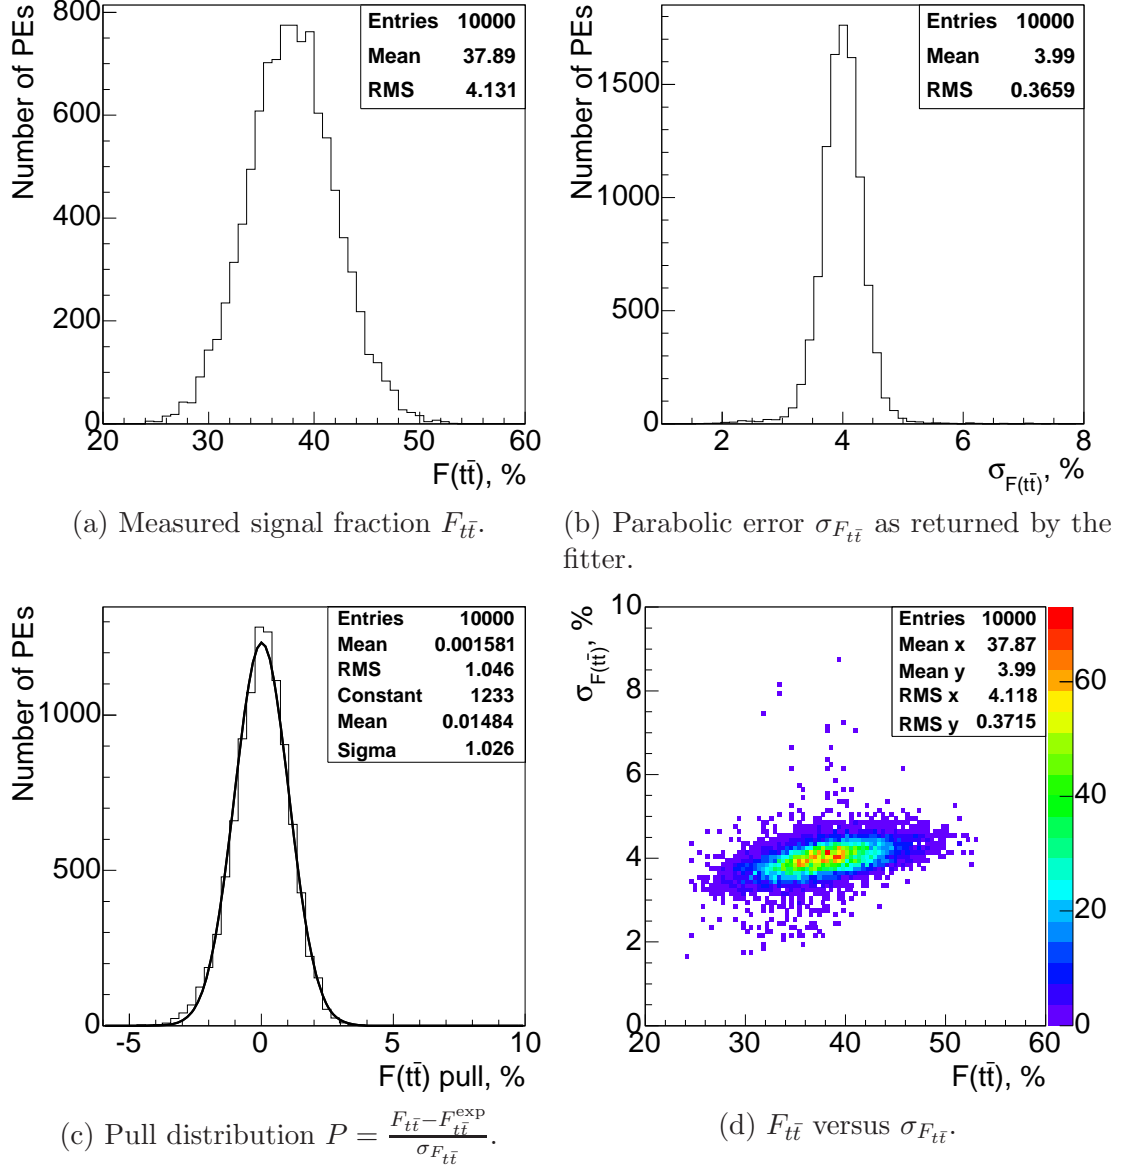 Number of PEs
800
600
400
200
0
20 30 40 50 60
F(tt̄), %
Entries 10000
Mean 37.89
RMS 4.131
(a) Measured signal fraction F_{tt̄}.
Number of PEs
1500
1000
500
0
2 4 6 8
σ_{F(tt̄)}, %
Entries 10000
Mean 3.99
RMS 0.3659
(b) Parabolic error σ_{F_{tt̄}} as returned by the
fitter.
Number of PEs
1000
500
0
-5 0 5 10
F(tt̄) pull, %
Entries 10000
Mean 0.001581
RMS 1.046
Constant 1233
Mean 0.01484
Sigma 1.026
(c) Pull distribution P = \frac{F_{tt̄}−F_{tt̄}^{exp}}{σ_{F_{tt̄}}}.
σ_{F(tt̄)}, %
10
8
6
4
2
0
20 30 40 50 60
F(tt̄), %
Entries 10000
Mean x 37.87
Mean y 3.99
RMS x 4.118
RMS y 0.3715
60
40
20
0
(d) F_{tt̄} versus σ_{F_{tt̄}}.